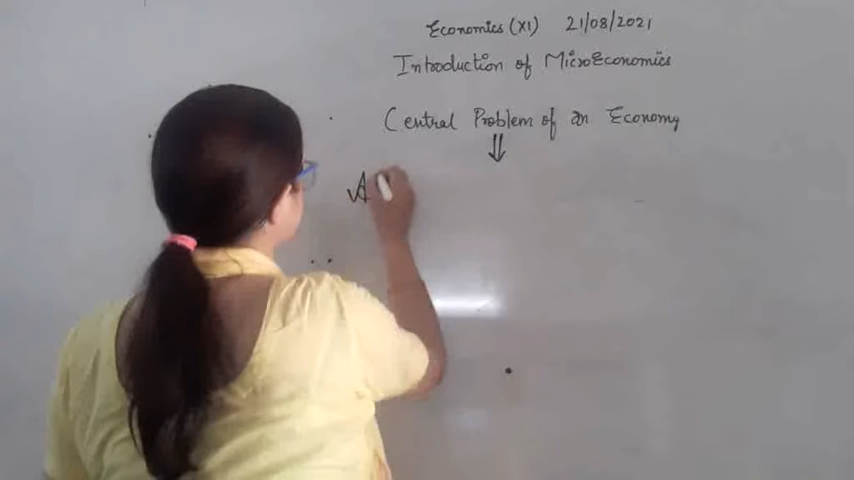 Economics (XI) 21/08/2021
Introduction of MicroEconomics
Central Problem of an Economy
A